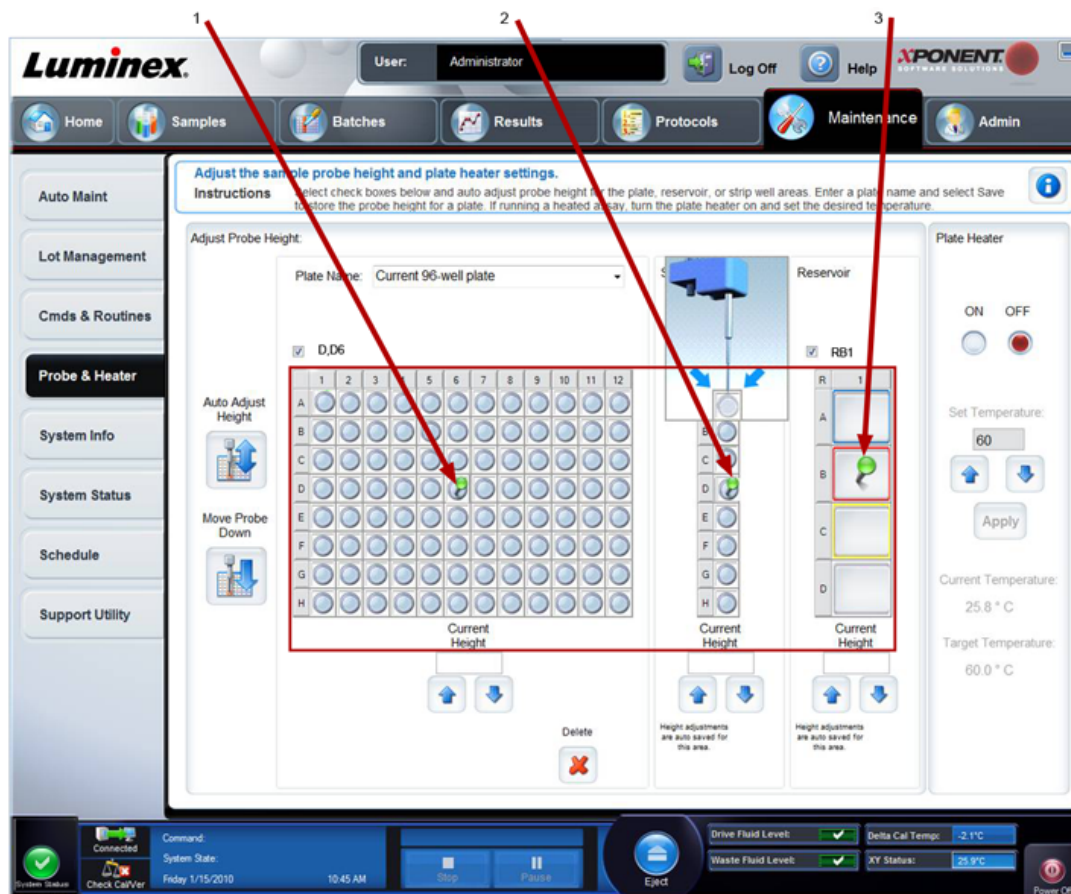 1 2 3
Luminex
User: Administrator
Log Off
Help
XPONENT
SOFTWARE SOLUTIONS
Home
Samples
Batches
Results
Protocols
Maintenance
Admin
Auto Maint
Lot Management
Cmds & Routines
Probe & Heater
System Info
System Status
Schedule
Support Utility
Adjust the sample probe height and plate heater settings.
Instructions
Select check boxes below and auto adjust probe height for the plate, reservoir, or strip well areas. Enter a plate name and select Save
to store the probe height for a plate. If running a heated assay, turn the plate heater on and set the desired temperature.
Adjust Probe Height:
Plate Name: Current 96-well plate
D,D6
Auto Adjust
Height
Move Probe
Down
1 2 3 4 5 6 7 8 9 10 11 12
A
B
C
D
E
F
G
H
Current
Height
Delete
S
B
C
D
E
F
G
H
Current
Height
Height adjustments
are auto saved for
this area.
Reservoir
RB1
R 1
A
B
C
D
Current
Height
Height adjustments
are auto saved for
this area.
Plate Heater
ON OFF
Set Temperature:
60
Apply
Current Temperature:
25.8 ° C
Target Temperature:
60.0 ° C
System Status
Connected
Check Cal/Ver
Command:
System State:
Friday 1/15/2010 10:45 AM
Stop
Pause
Eject
Drive Fluid Level:
Waste Fluid Level:
Delta Cal Temp: -2.1°C
XY Status: 25.9°C
Power Off